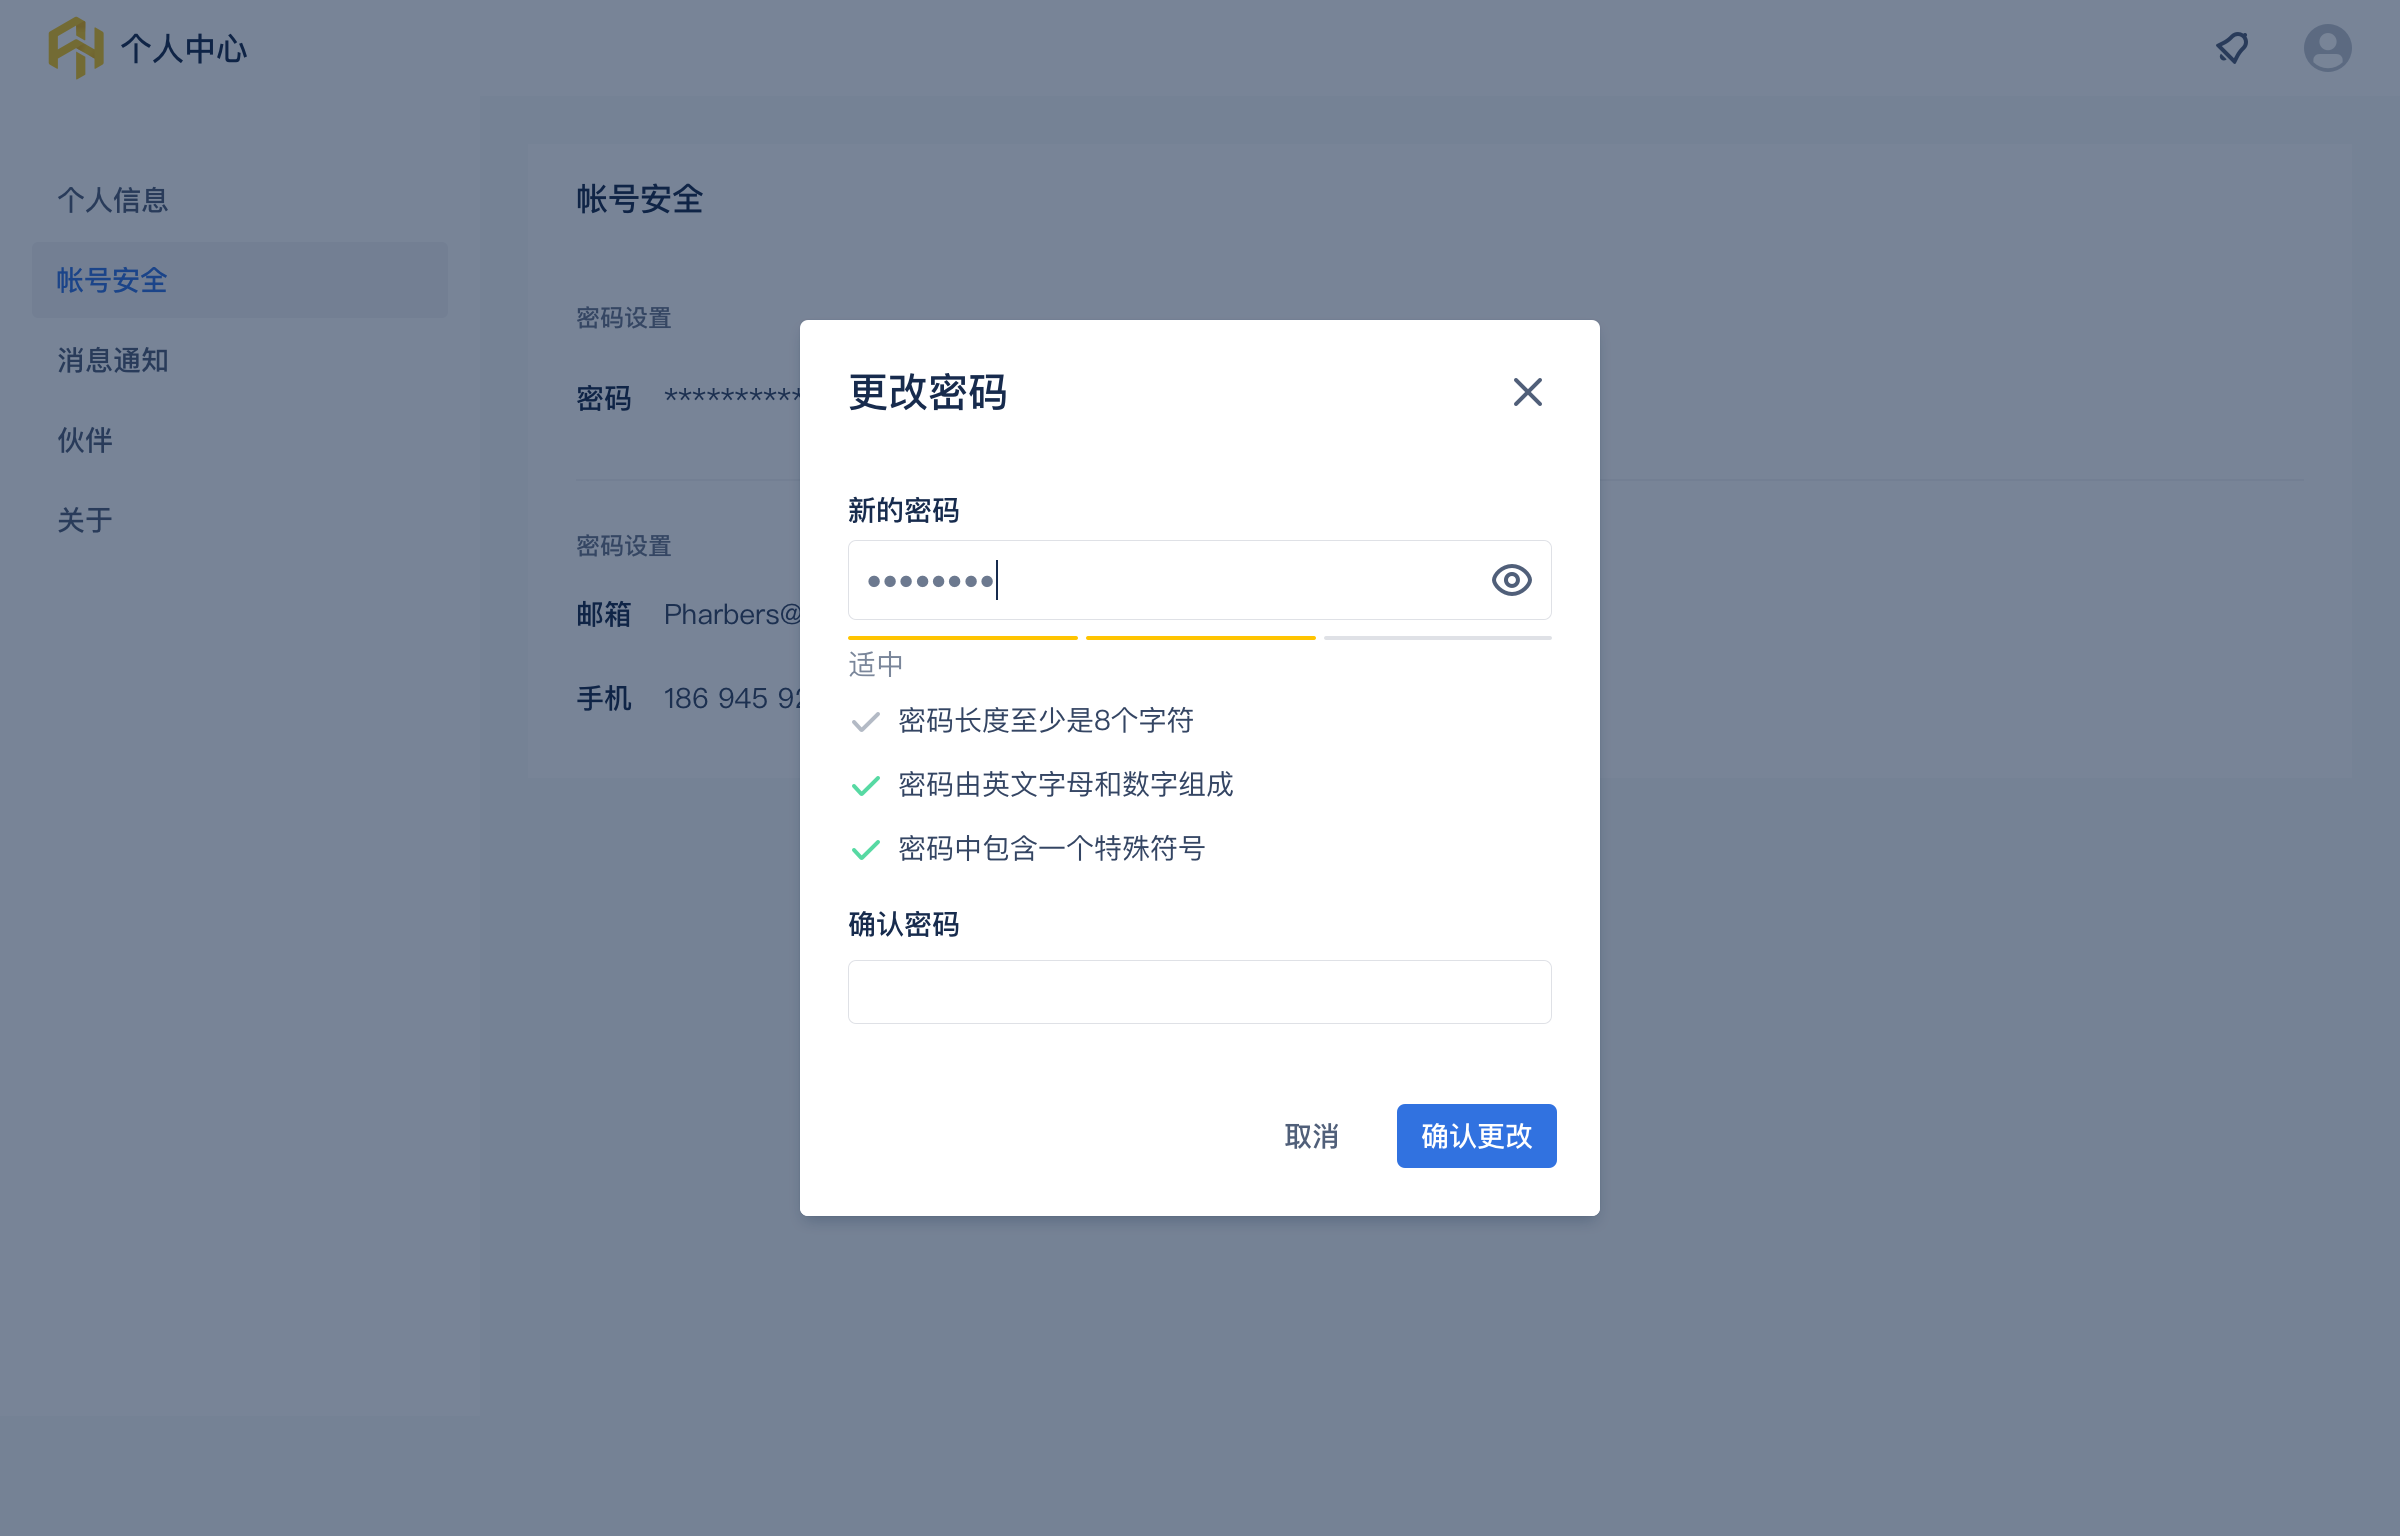 个人中心
个人信息
帐号安全
消息通知
伙伴
关于
帐号安全
密码设置
密码 **********
密码设置
邮箱 Pharbers@
手机 186 945 92
更改密码
新的密码
••••••••
适中
密码长度至少是8个字符
密码由英文字母和数字组成
密码中包含一个特殊符号
确认密码
取消 确认更改